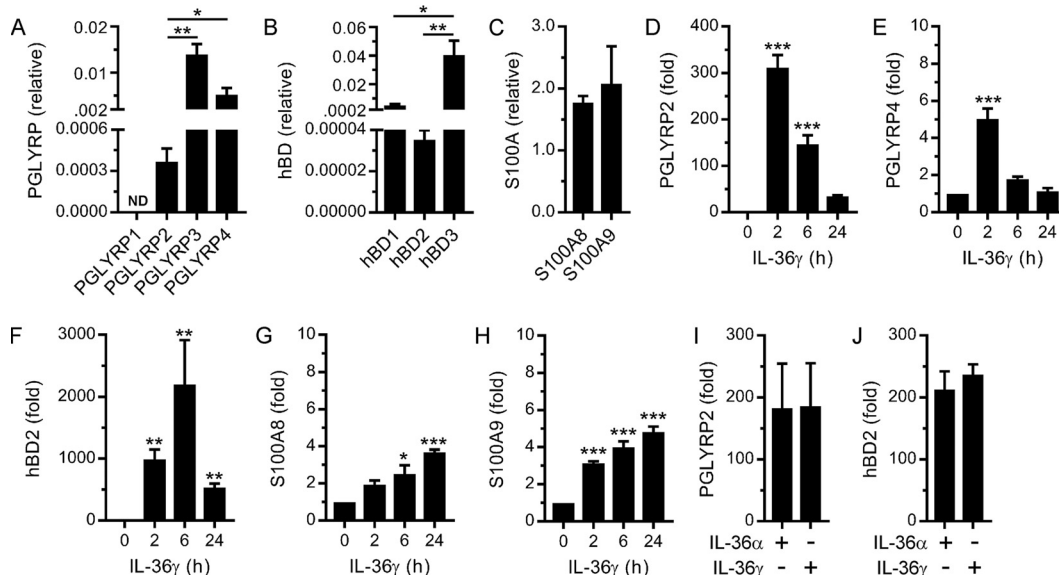 A
PGLYRP (relative)
0.02
0.01
.002
0.0006
0.0003
0.0000
ND
PGLYRP1
PGLYRP2
PGLYRP3
PGLYRP4
**
*
B
hBD (relative)
0.06
0.04
0.02
.0002
0.00004
0.00002
0.00000
hBD1
hBD2
hBD3
*
**
C
S100A (relative)
3.0
2.0
1.0
0.0
S100A8
S100A9
D
PGLYRP2 (fold)
400
300
200
100
0
***
***
0 2 6 24
IL-36γ (h)
E
PGLYRP4 (fold)
10
8
6
4
2
0
***
0 2 6 24
IL-36γ (h)
F
hBD2 (fold)
3000
2000
1000
0
** ** **
0 2 6 24
IL-36γ (h)
G
S100A8 (fold)
10
8
6
4
2
0
* ***
0 2 6 24
IL-36γ (h)
H
S100A9 (fold)
10
8
6
4
2
0
*** *** ***
0 2 6 24
IL-36γ (h)
I
PGLYRP2 (fold)
300
200
100
0
IL-36α + -
IL-36γ - +
J
hBD2 (fold)
300
200
100
0
IL-36α + -
IL-36γ - +